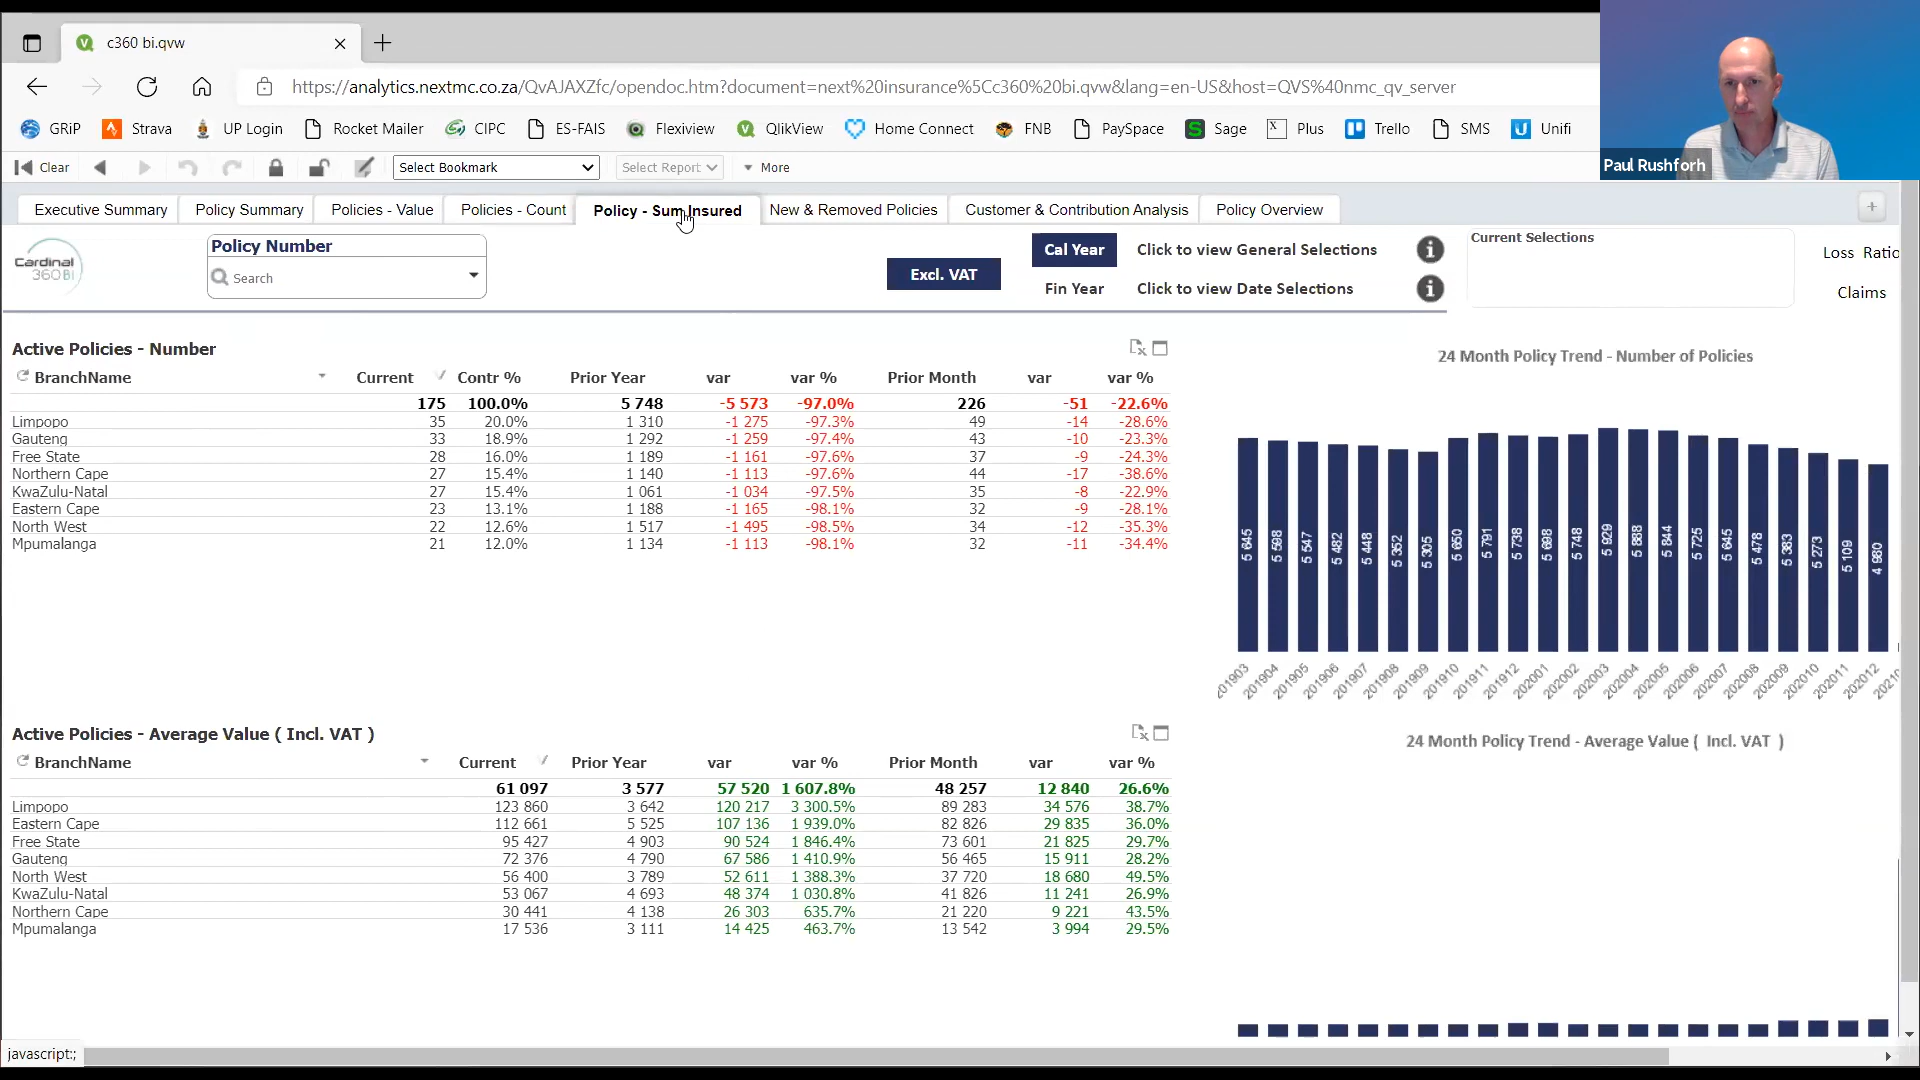 c360 bi.qvw
https://analytics.nextmc.co.za/QvAJAXZfc/opendoc.htm?document=next%20insurance%5Cc360%20bi.qvw&lang=en-US&host=QVS%40nmc_qv_server
GRiP Strava UP Login Rocket Mailer CIPC ES-FAIS Flexiview QlikView Home Connect FNB PaySpace Sage Plus Trello SMS Unifi
Paul Rushforh
Clear Select Bookmark Select Report More
Executive Summary Policy Summary Policies - Value Policies - Count Policy - Sum Insured New & Removed Policies Customer & Contribution Analysis Policy Overview
Cardinal
360BI
Policy Number
Search
Excl. VAT
Cal Year Click to view General Selections
Fin Year Click to view Date Selections
Current Selections
Loss Ratio
Claims
Active Policies - Number
BranchName Current Contr % Prior Year var var % Prior Month var var %
175 100.0% 5 748 -5 573 -97.0% 226 -51 -22.6%
Limpopo 35 20.0% 1 310 -1 275 -97.3% 49 -14 -28.6%
Gauteng 33 18.9% 1 292 -1 259 -97.4% 43 -10 -23.3%
Free State 28 16.0% 1 189 -1 161 -97.6% 37 -9 -24.3%
Northern Cape 27 15.4% 1 140 -1 113 -97.6% 44 -17 -38.6%
KwaZulu-Natal 27 15.4% 1 061 -1 034 -97.5% 35 -8 -22.9%
Eastern Cape 23 13.1% 1 188 -1 165 -98.1% 32 -9 -28.1%
North West 22 12.6% 1 517 -1 495 -98.5% 34 -12 -35.3%
Mpumalanga 21 12.0% 1 134 -1 113 -98.1% 32 -11 -34.4%
24 Month Policy Trend - Number of Policies
5 645 5 598 5 547 5 482 5 448 5 352 5 305 5 650 5 791 5 738 5 698 5 748 5 929 5 888 5 844 5 725 5 645 5 478 5 383 5 273 5 109 4 980
201903 201904 201905 201906 201907 201908 201909 201910 201911 201912 202001 202002 202003 202004 202005 202006 202007 202008 202009 202010 202011 202012
Active Policies - Average Value ( Incl. VAT )
BranchName Current Prior Year var var % Prior Month var var %
61 097 3 577 57 520 1 607.8% 48 257 12 840 26.6%
Limpopo 123 860 3 642 120 217 3 300.5% 89 283 34 576 38.7%
Eastern Cape 112 661 5 525 107 136 1 939.0% 82 826 29 835 36.0%
Free State 95 427 4 903 90 524 1 846.4% 73 601 21 825 29.7%
Gauteng 72 376 4 790 67 586 1 410.9% 56 465 15 911 28.2%
North West 56 400 3 789 52 611 1 388.3% 37 720 18 680 49.5%
KwaZulu-Natal 53 067 4 693 48 374 1 030.8% 41 826 11 241 26.9%
Northern Cape 30 441 4 138 26 303 635.7% 21 220 9 221 43.5%
Mpumalanga 17 536 3 111 14 425 463.7% 13 542 3 994 29.5%
24 Month Policy Trend - Average Value ( Incl. VAT )
javascript:;